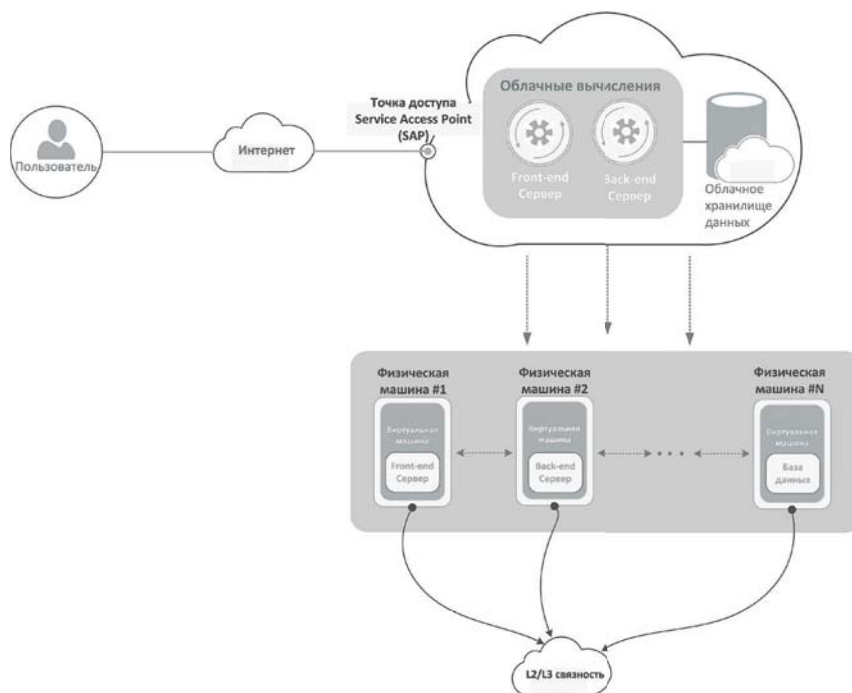 Точка доступа
Service Access Point
(SAP)
Пользователь
Интернет
Облачные вычисления
Front-end
Сервер
Back-end
Сервер
Облачное
хранилище
данных
Физическая
машина #1
Физическая
машина #2
Физическая
машина #N
Виртуальная
машина
Front-end
Сервер
Виртуальная
машина
Back-end
Сервер
Виртуальная
машина
База
данных
L2/L3 связность